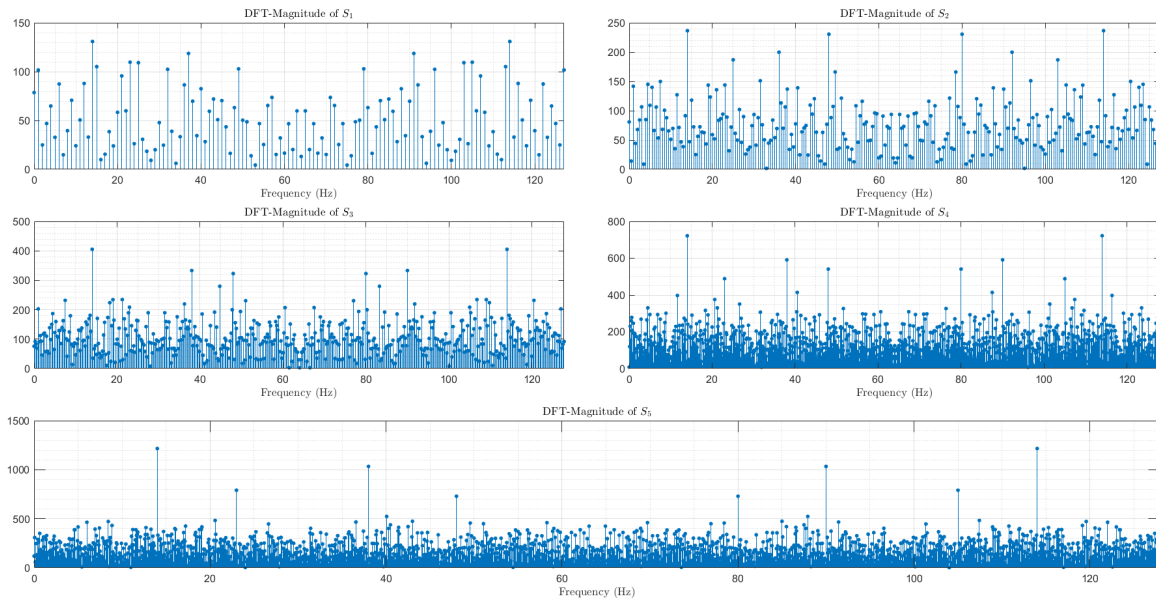 DFT-Magnitude of S₁
150
100
50
0
0 20 40 60 80 100 120
Frequency (Hz)
DFT-Magnitude of S₂
250
200
150
100
50
0
0 20 40 60 80 100 120
Frequency (Hz)
DFT-Magnitude of S₃
500
400
300
200
100
0
0 20 40 60 80 100 120
Frequency (Hz)
DFT-Magnitude of S₄
800
600
400
200
0
0 20 40 60 80 100 120
Frequency (Hz)
DFT-Magnitude of S₅
1500
1000
500
0
0 20 40 60 80 100 120
Frequency (Hz)